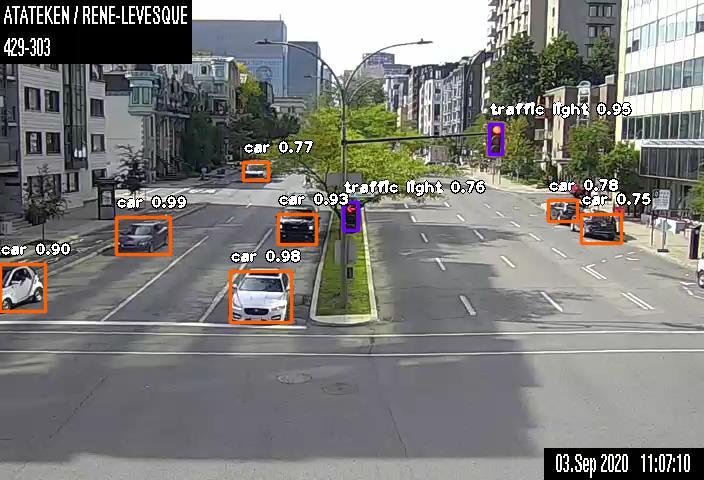 ATATEKEN / RENE-LEVESQUE
429-303
traffic light 0.95
car 0.77
traffic light 0.76
car 0.78
car 0.99
car 0.93
car 0.75
car 0.90
car 0.98
03.Sep 2020 11:07:10